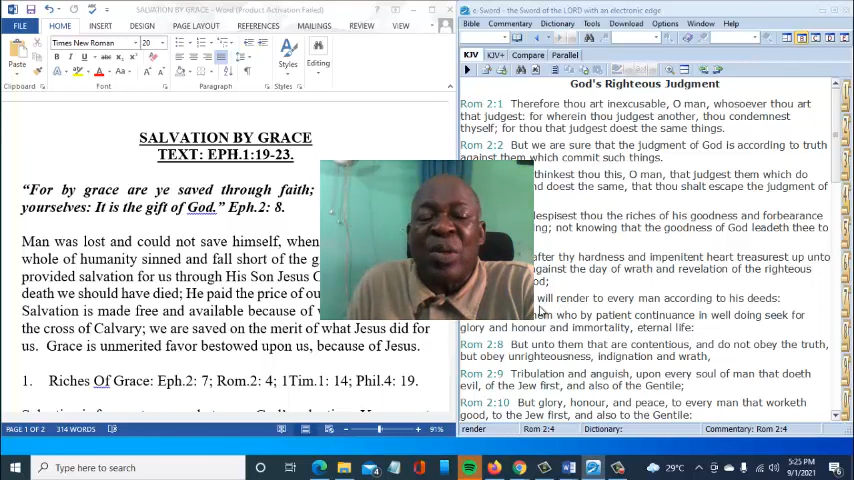 SALVATION BY GRACE - Word (Product Activation Failed)
FILE HOME INSERT DESIGN PAGE LAYOUT REFERENCES MAILINGS REVIEW VIEW
Times New Roman 20
Paste
Styles
Editing
Clipboard
Font
Paragraph
Styles
SALVATION BY GRACE
TEXT: EPH.1:19-23.
“For by grace are ye saved through faith;
yourselves: It is the gift of God.” Eph.2: 8.
Man was lost and could not save himself, when
whole of humanity sinned and fall short of the g
provided salvation for us through His Son Jesus C
death we should have died; He paid the price of ou
Salvation is made free and available because of
the cross of Calvary; we are saved on the merit of what Jesus did for
us. Grace is unmerited favor bestowed upon us, because of Jesus.
1. Riches Of Grace: Eph.2: 7; Rom.2: 4; 1Tim.1: 14; Phil.4: 19.
PAGE 1 OF 2 314 WORDS
91%
e-Sword - the Sword of the LORD with an electronic edge
Bible Commentary Dictionary Tools Download Options Window Help
KJV KJV+ Compare Parallel
God's Righteous Judgment
Rom 2:1 Therefore thou art inexcusable, O man, whosoever thou art
that judgest: for wherein thou judgest another, thou condemnest
thyself; for thou that judgest doest the same things.
Rom 2:2 But we are sure that the judgment of God is according to truth
against them which commit such things.
thinkest thou this, O man, that judgest them which do
nd doest the same, that thou shalt escape the judgment of
despisest thou the riches of his goodness and forbearance
ng; not knowing that the goodness of God leadeth thee to
after thy hardness and impenitent heart treasurest up unto
against the day of wrath and revelation of the righteous
od;
will render to every man according to his deeds:
em who by patient continuance in well doing seek for
glory and honour and immortality, eternal life:
Rom 2:8 But unto them that are contentious, and do not obey the truth,
but obey unrighteousness, indignation and wrath,
Rom 2:9 Tribulation and anguish, upon every soul of man that doeth
evil, of the Jew first, and also of the Gentile;
Rom 2:10 But glory, honour, and peace, to every man that worketh
good, to the Jew first, and also to the Gentile:
render Rom 2:4 Dictionary: Commentary: Rom 2:4
Type here to search
29°C
5:25 PM
9/1/2021